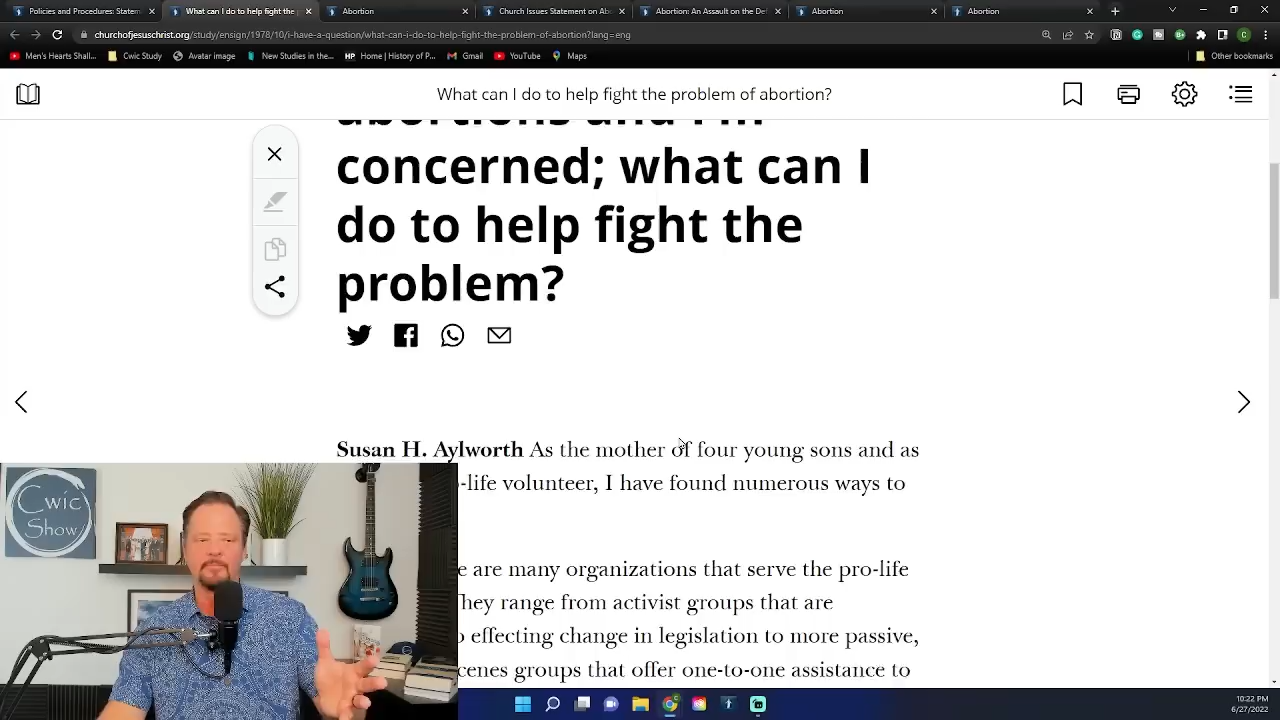 Policies and Procedures: Statem
What can I do to help fight the
Abortion
Church Issues Statement on Ab
Abortion: An Assault on the De
Abortion
Abortion
churchofjesuschrist.org/study/ensign/1978/10/i-have-a-question/what-can-i-do-to-help-fight-the-problem-of-abortion?lang=eng
Men's Hearts Shall...
Cwic Study
Avatar image
New Studies in the...
HP Home | History of P...
Gmail
YouTube
Maps
Other bookmarks
What can I do to help fight the problem of abortion?
abortions and I'm
concerned; what can I
do to help fight the
problem?
Susan H. Aylworth As the mother of four young sons and as
-life volunteer, I have found numerous ways to
e are many organizations that serve the pro-life
hey range from activist groups that are
o effecting change in legislation to more passive,
cenes groups that offer one-to-one assistance to
Cwic
Show
10:22 PM
6/27/2022